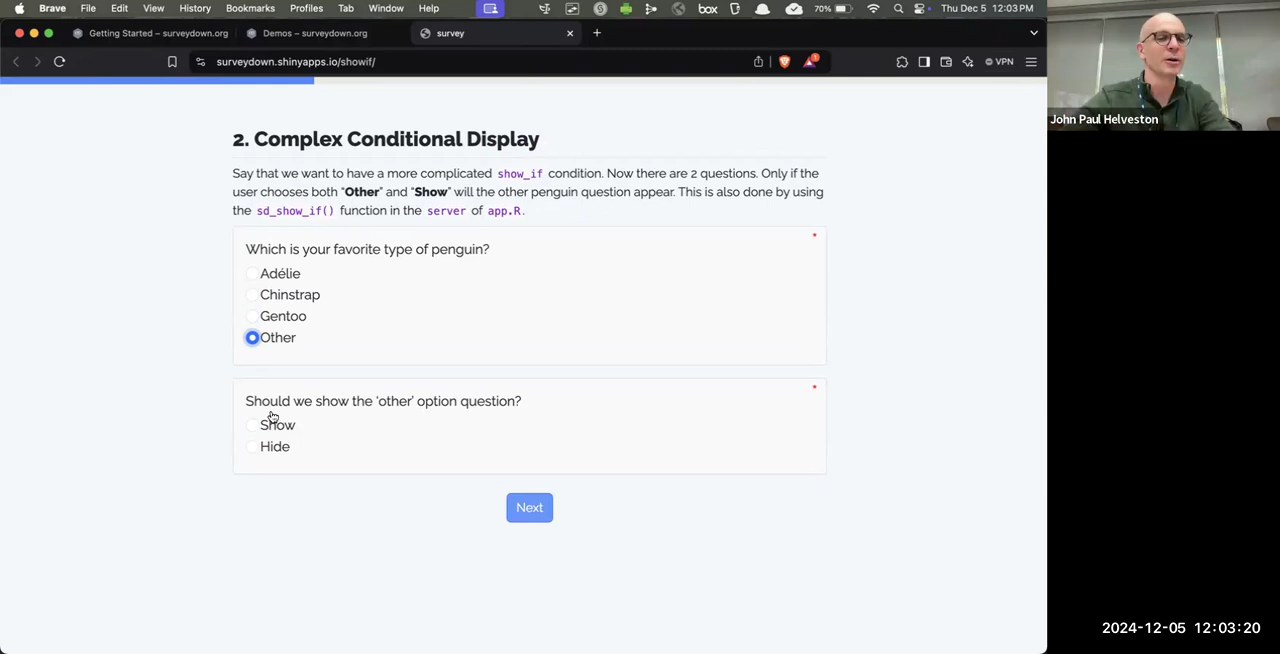 Brave File Edit View History Bookmarks Profiles Tab Window Help box 70% Thu Dec 5 12:03 PM
Getting Started – surveydown.org Demos – surveydown.org survey
surveydown.shinyapps.io/showif/ 1 VPN
John Paul Helveston
2. Complex Conditional Display
Say that we want to have a more complicated show_if condition. Now there are 2 questions. Only if the
user chooses both “Other” and “Show” will the other penguin question appear. This is also done by using
the sd_show_if() function in the server of app.R.
Which is your favorite type of penguin? *
Adélie
Chinstrap
Gentoo
Other
Should we show the ‘other’ option question? *
Show
Hide
Next
2024-12-05 12:03:20